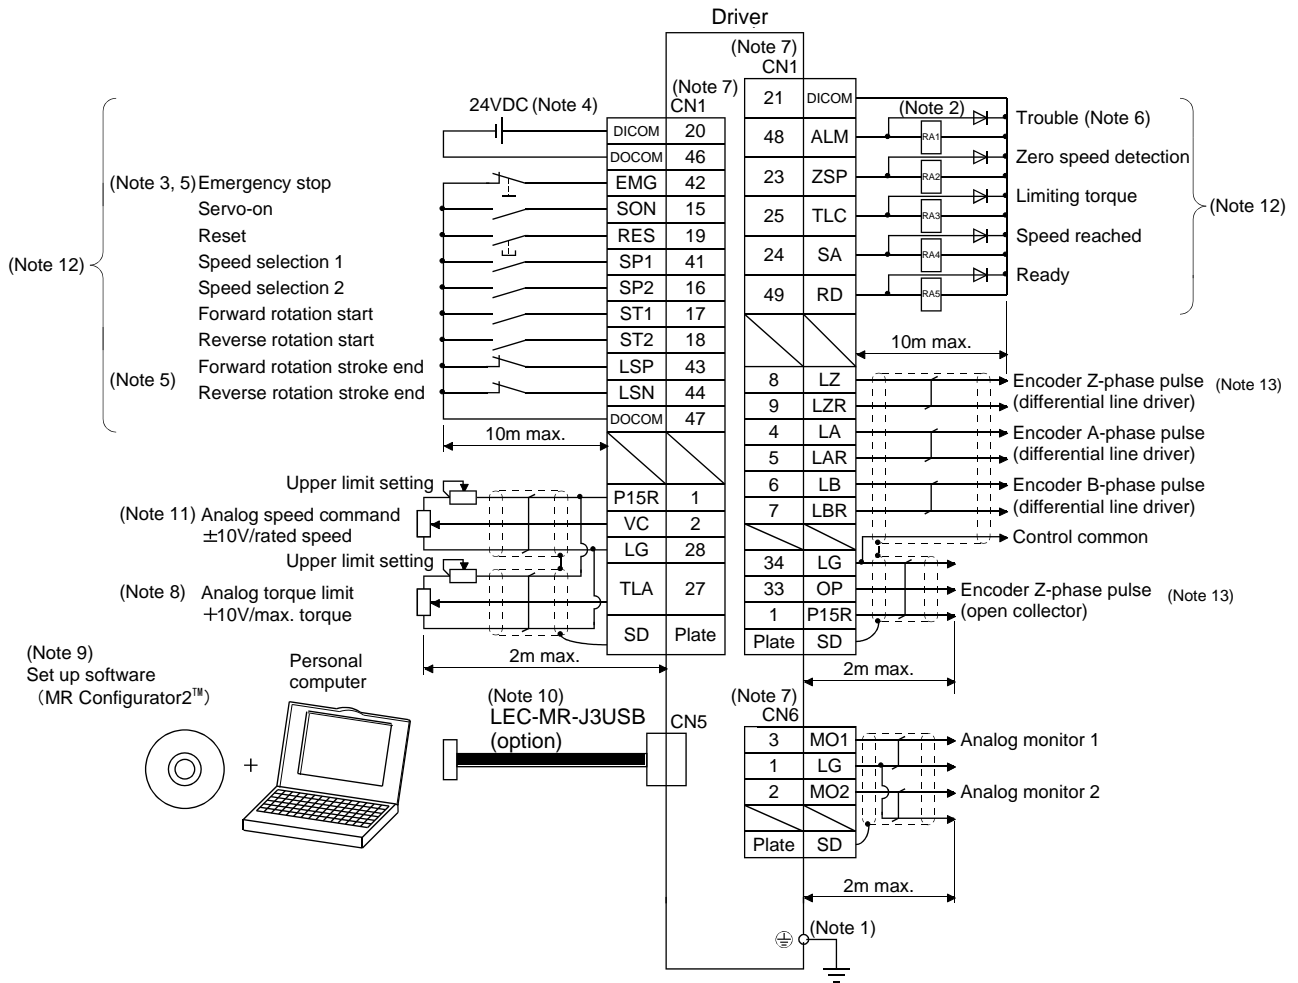 Driver
(Note 7)
CN1
(Note 7)
CN1
24VDC (Note 4)
DICOM 20
DOCOM 46
(Note 3, 5) Emergency stop EMG 42
Servo-on SON 15
Reset RES 19
(Note 12)
Speed selection 1 SP1 41
Speed selection 2 SP2 16
Forward rotation start ST1 17
Reverse rotation start ST2 18
(Note 5)
Forward rotation stroke end LSP 43
Reverse rotation stroke end LSN 44
DOCOM 47
10m max.
Upper limit setting
P15R 1
(Note 11) Analog speed command
±10V/rated speed
VC 2
LG 28
Upper limit setting
(Note 8) Analog torque limit
+10V/max. torque
TLA 27
SD Plate
2m max.
21 DICOM
(Note 2)
48 ALM RA1 Trouble (Note 6)
23 ZSP RA2 Zero speed detection
25 TLC RA3 Limiting torque
(Note 12)
24 SA RA4 Speed reached
49 RD RA5 Ready
10m max.
8 LZ Encoder Z-phase pulse (Note 13)
9 LZR (differential line driver)
4 LA Encoder A-phase pulse
5 LAR (differential line driver)
6 LB Encoder B-phase pulse
7 LBR (differential line driver)
Control common
34 LG
33 OP Encoder Z-phase pulse (Note 13)
1 P15R (open collector)
Plate SD
2m max.
(Note 9)
Set up software
（MR Configurator2™）
Personal
computer
+
(Note 10)
LEC-MR-J3USB
(option)
CN5
(Note 7)
CN6
3 MO1 Analog monitor 1
1 LG
2 MO2 Analog monitor 2
Plate SD
2m max.
(Note 1)